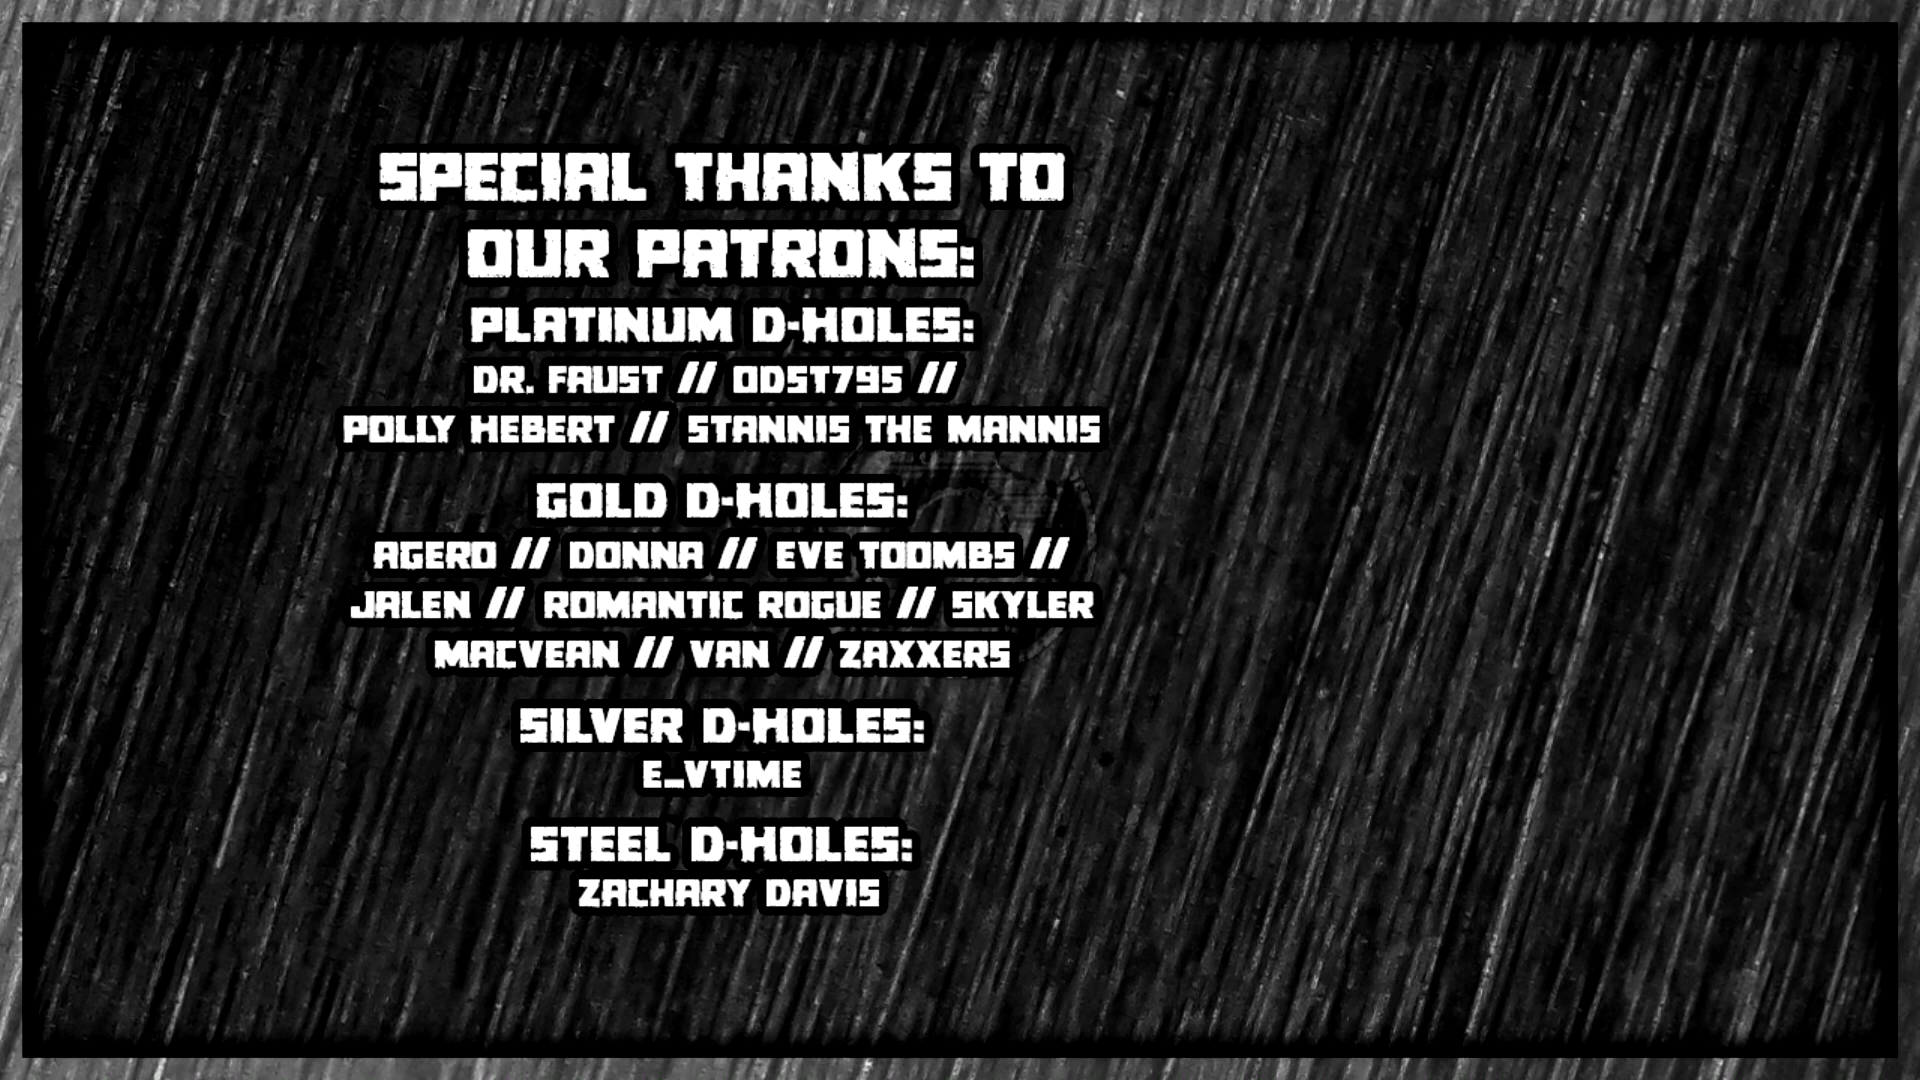 SPECIAL THANKS TO
OUR PATRONS:
PLATINUM D-HOLES:
DR. FAUST // ODST795 //
POLLY HEBERT // STANNIS THE MANNIS
GOLD D-HOLES:
AGERO // DONNA // EVE TOOMBS //
JALEN // ROMANTIC ROGUE // SKYLER
MACVEAN // VAN // ZAXXERS
SILVER D-HOLES:
E_VTIME
STEEL D-HOLES:
ZACHARY DAVIS